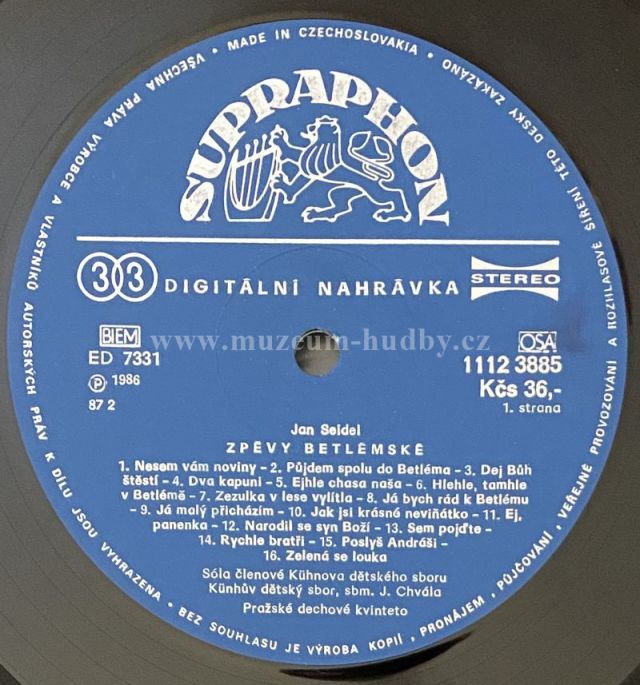 VŠECHNA PRÁVA VÝROBCE A VLASTNÍKŮ AUTORSKÝCH PRÁV K DÍLU JSOU VYHRAZENA • BEZ SOUHLASU JE VÝROBA KOPIÍ, PRONÁJEM, PŮJČOVÁNÍ, VEŘEJNÉ PROVOZOVÁNÍ A ROZHLASOVÉ ŠÍŘENÍ TÉTO DESKY ZAKÁZÁNO • MADE IN CZECHOSLOVAKIA •
SUPRAPHON
33 DIGITÁLNÍ NAHRÁVKA STEREO
www.muzeum-hudby.cz
BIEM OSA
ED 7331 1112 3885
Ⓟ 1986 Kčs 36,-
87 2 1. strana
Jan Seidel
ZPĚVY BETLÉMSKÉ
1. Nesem vám noviny – 2. Půjdem spolu do Betléma – 3. Dej Bůh
štěstí – 4. Dva kapuni – 5. Ejhle chasa naša – 6. Hlehle, tamhle
v Betlémě – 7. Zezulka v lese vylítla – 8. Já bych rád k Betlému
– 9. Já malý přicházím – 10. Jak jsi krásné neviňátko – 11. Ej,
panenka – 12. Narodil se syn Boží – 13. Sem pojďte –
14. Rychle bratři – 15. Poslyš Andráši –
16. Zelená se louka
Sóla členové Kühnova dětského sboru
Künhův dětský sbor, sbm. J. Chvála
Pražské dechové kvinteto